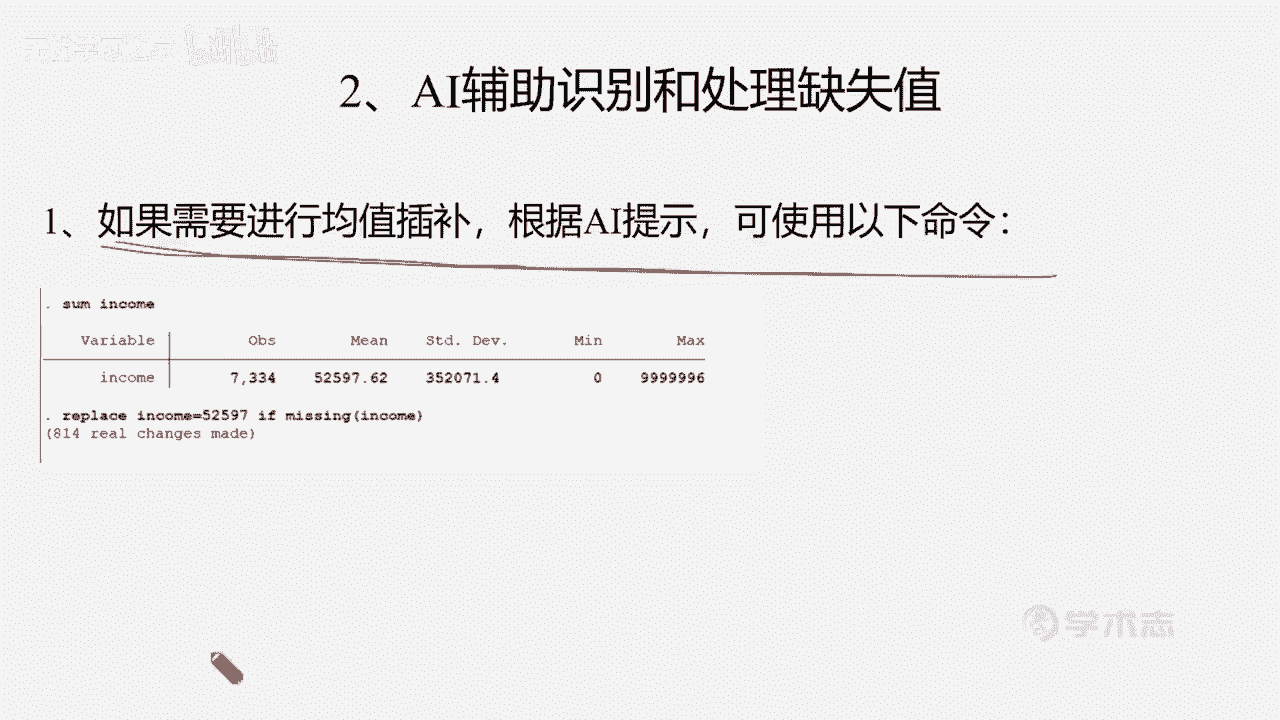 2、AI辅助识别和处理缺失值
1、如果需要进行均值插补，根据AI提示，可使用以下命令：
. sum income
Variable Obs Mean Std. Dev. Min Max
income 7,334 52597.62 352071.4 0 9999996
. replace income=52597 if missing(income)
(814 real changes made)
学术志